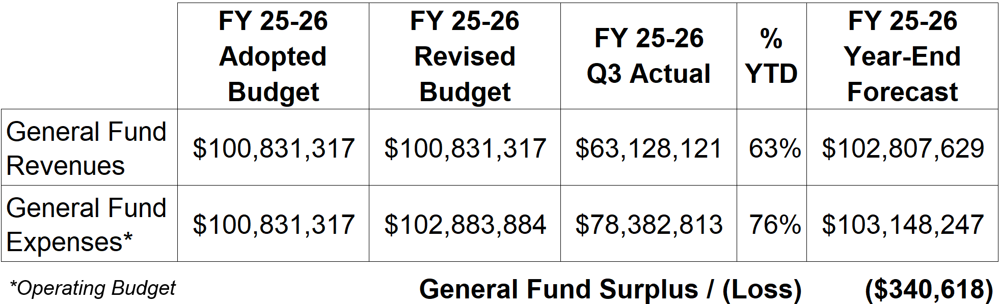 FY 25-26 Adopted Budget
FY 25-26 Revised Budget
FY 25-26 Q3 Actual
% YTD
FY 25-26 Year-End Forecast
General Fund Revenues
$100,831,317
$100,831,317
$63,128,121
63%
$102,807,629
General Fund Expenses*
$100,831,317
$102,883,884
$78,382,813
76%
$103,148,247
*Operating Budget
General Fund Surplus / (Loss)
($340,618)